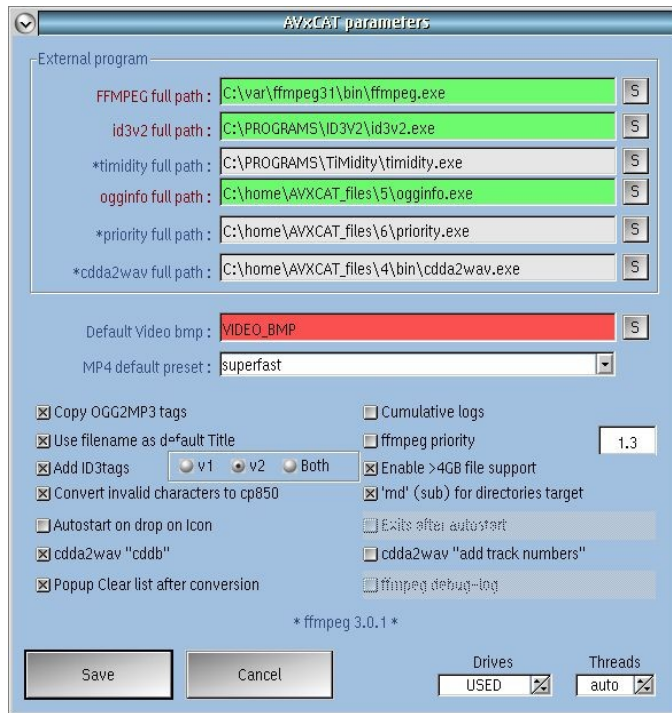 AVxCAT parameters
External program
FFMPEG full path : C:\var\ffmpeg31\bin\ffmpeg.exe S
id3v2 full path : C:\PROGRAMS\ID3V2\id3v2.exe S
*timidity full path : C:\PROGRAMS\TiMidity\timidity.exe S
ogginfo full path : C:\home\AVXCAT_files\5\ogginfo.exe S
*priority full path : C:\home\AVXCAT_files\6\priority.exe S
*cdda2wav full path : C:\home\AVXCAT_files\4\bin\cdda2wav.exe S
Default Video bmp : VIDEO_BMP S
MP4 default preset : superfast
Copy OGG2MP3 tags Cumulative logs
Use filename as default Title ffmpeg priority 1.3
Add ID3tags v1 v2 Both Enable >4GB file support
Convert invalid characters to cp850 'md' (sub) for directories target
Autostart on drop on Icon Exits after autostart
cdda2wav "cddb" cdda2wav "add track numbers"
Popup Clear list after conversion ffmpeg debug-log
* ffmpeg 3.0.1 *
Save Cancel Drives Threads
USED auto